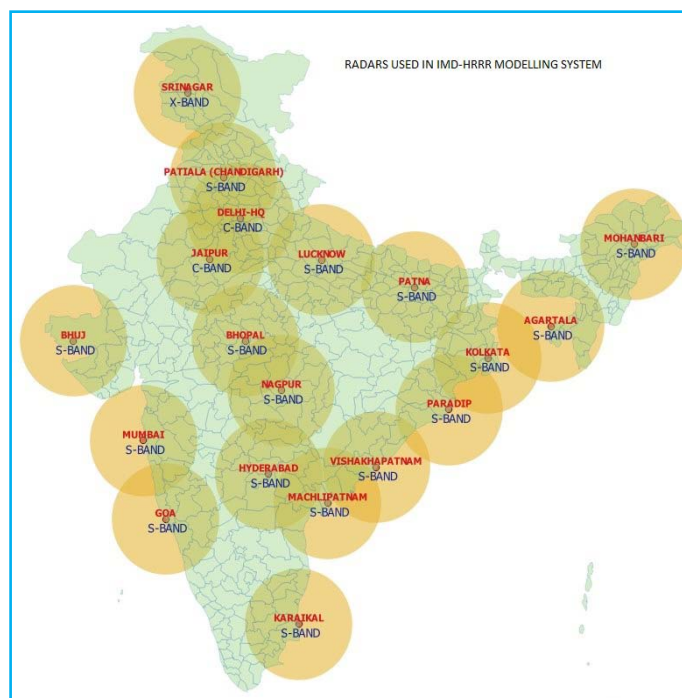 RADARS USED IN IMD-HRRR MODELLING SYSTEM
SRINAGAR
X-BAND
PATIALA (CHANDIGARH)
S-BAND
DELHI-HQ
C-BAND
JAIPUR
C-BAND
LUCKNOW
S-BAND
MOHANBARI
S-BAND
PATNA
S-BAND
AGARTALA
S-BAND
BHUJ
S-BAND
BHOPAL
S-BAND
KOLKATA
S-BAND
NAGPUR
S-BAND
PARADIP
S-BAND
MUMBAI
S-BAND
HYDERABAD
S-BAND
VISHAKHAPATNAM
S-BAND
MACHLIPATNAM
S-BAND
GOA
S-BAND
KARAIKAL
S-BAND